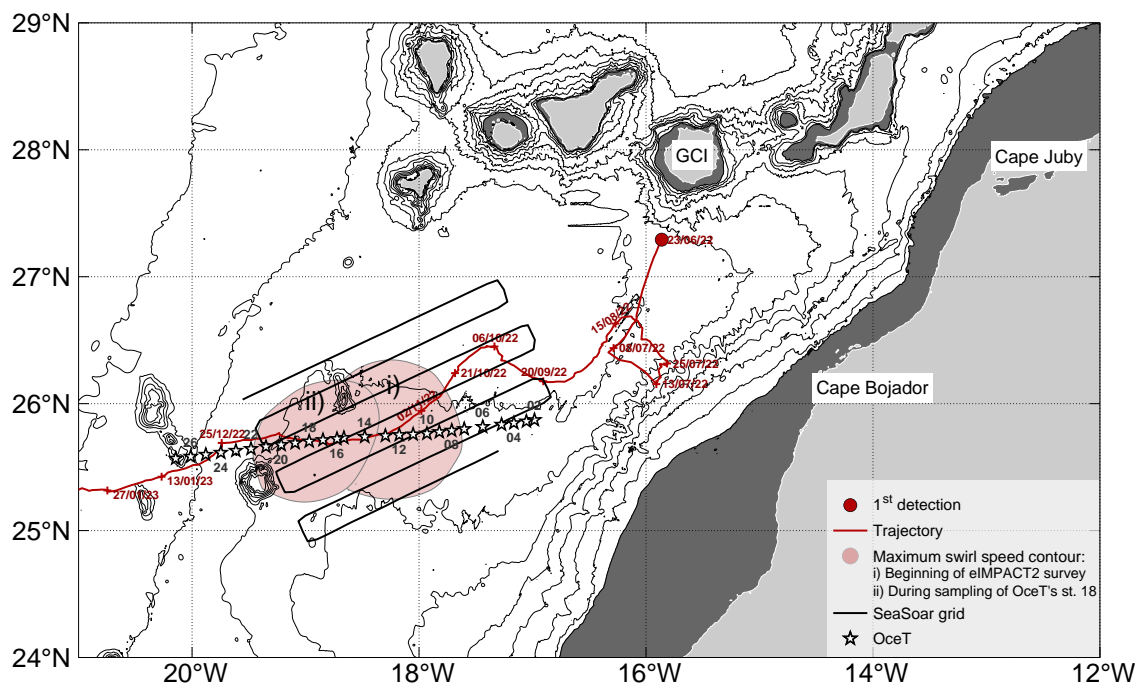 29°N
28°N
27°N
26°N
25°N
24°N
20°W
18°W
16°W
14°W
12°W
GCI
Cape Juby
Cape Bojador
23/06/22
15/08/22
08/07/22
25/07/22
13/07/22
06/10/22
21/10/22
20/09/22
02/11/22
25/12/22
13/01/23
27/01/23
ii)
i)
02
04
06
08
10
12
14
16
18
20
22
24
26
1st detection
Trajectory
Maximum swirl speed contour:
i) Beginning of eIMPACT2 survey
ii) During sampling of OceT's st. 18
SeaSoar grid
OceT